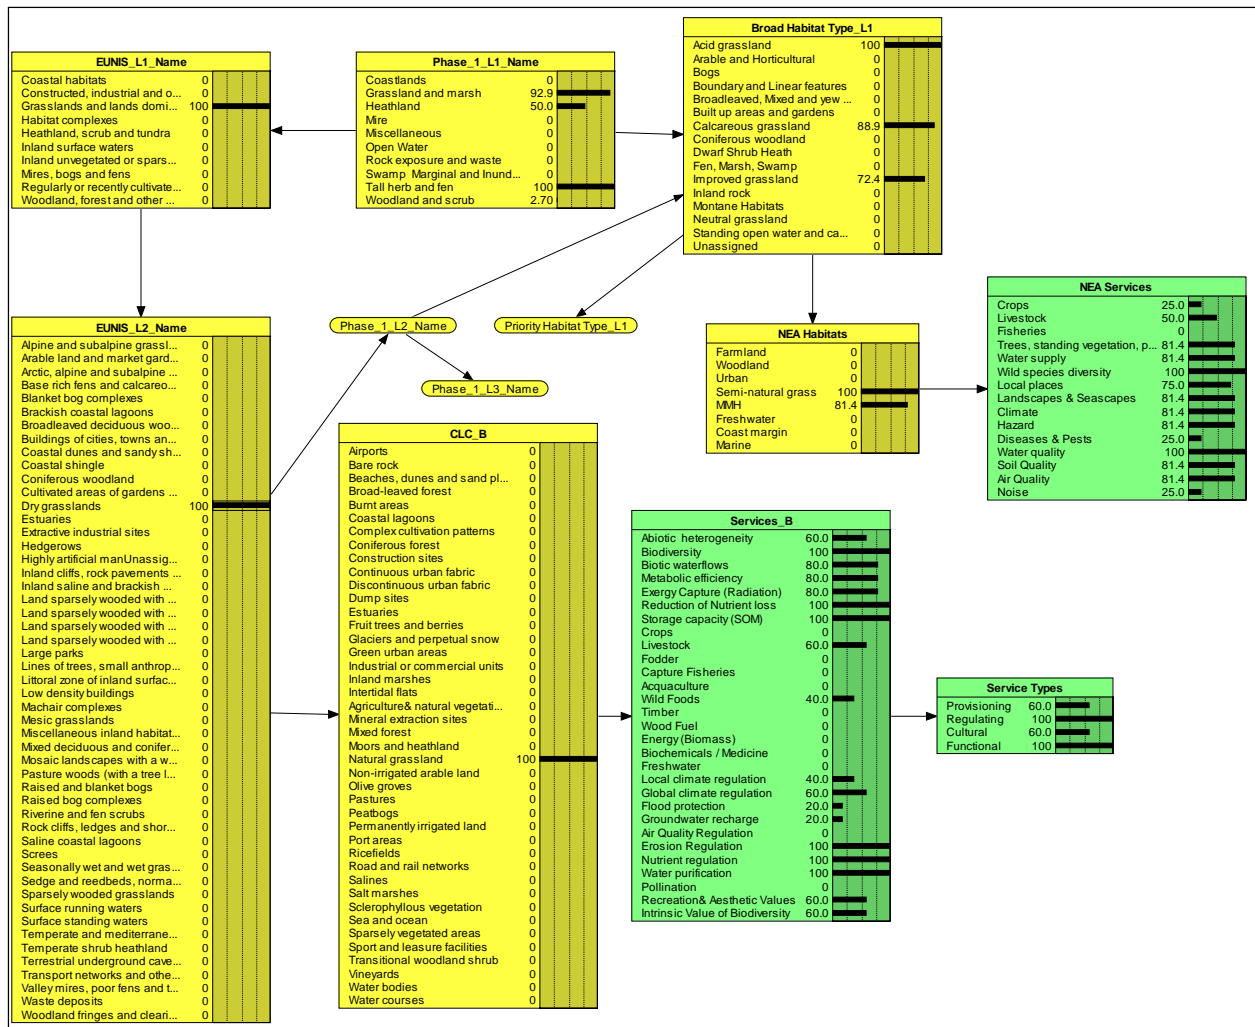 EUNIS_L1_Name
Coastal habitats 0
Constructed, industrial and o... 0
Grasslands and lands domi... 100
Habitat complexes 0
Heathland, scrub and tundra 0
Inland surface waters 0
Inland unvegetated or spars... 0
Mires, bogs and fens 0
Regularly or recently cultivate... 0
Woodland, forest and other ... 0
Phase_1_L1_Name
Coastlands 0
Grassland and marsh 92.9
Heathland 50.0
Mire 0
Miscellaneous 0
Open Water 0
Rock exposure and waste 0
Swamp Marginal and Inund... 0
Tall herb and fen 100
Woodland and scrub 2.70
Broad Habitat Type_L1
Acid grassland 100
Arable and Horticultural 0
Bogs 0
Boundary and Linear features 0
Broadleaved, Mixed and yew ... 0
Built up areas and gardens 0
Calcareous grassland 88.9
Coniferous woodland 0
Dwarf Shrub Heath 0
Fen, Marsh, Swamp 0
Improved grassland 72.4
Inland rock 0
Montane Habitats 0
Neutral grassland 0
Standing open water and ca... 0
Unassigned 0
EUNIS_L2_Name
Alpine and subalpine grassl... 0
Arable land and market gard... 0
Arctic, alpine and subalpine ... 0
Base rich fens and calcareo... 0
Blanket bog complexes 0
Brackish coastal lagoons 0
Broadleaved deciduous woo... 0
Buildings of cities, towns an... 0
Coastal dunes and sandy sh... 0
Coastal shingle 0
Coniferous woodland 0
Cultivated areas of gardens ... 0
Dry grasslands 100
Estuaries 0
Extractive industrial sites 0
Hedgerows 0
Highly artificial manUnassig... 0
Inland cliffs, rock pavements ... 0
Inland saline and brackish ... 0
Land sparsely wooded with ... 0
Land sparsely wooded with ... 0
Land sparsely wooded with ... 0
Land sparsely wooded with ... 0
Large parks 0
Lines of trees, small anthrop... 0
Littoral zone of inland surfac... 0
Low density buildings 0
Machair complexes 0
Mesic grasslands 0
Miscellaneous inland habitat... 0
Mixed deciduous and conifer... 0
Mosaic landscapes with a w... 0
Pasture woods (with a tree l... 0
Raised and blanket bogs 0
Raised bog complexes 0
Riverine and fen scrubs 0
Rock cliffs, ledges and shor... 0
Saline coastal lagoons 0
Screes 0
Seasonally wet and wet gras... 0
Sedge and reedbeds, norma... 0
Sparsely wooded grasslands 0
Surface running waters 0
Surface standing waters 0
Temperate and mediterrane... 0
Temperate shrub heathland 0
Terrestrial underground cave... 0
Transport networks and othe... 0
Valley mires, poor fens and t... 0
Waste deposits 0
Woodland fringes and cleari... 0
Phase_1_L2_Name
Priority Habitat Type_L1
Phase_1_L3_Name
NEA Habitats
Farmland 0
Woodland 0
Urban 0
Semi-natural grass 100
MMH 81.4
Freshwater 0
Coast margin 0
Marine 0
NEA Services
Crops 25.0
Livestock 50.0
Fisheries 0
Trees, standing vegetation, p... 81.4
Water supply 81.4
Wild species diversity 100
Local places 75.0
Landscapes & Seascapes 81.4
Climate 81.4
Hazard 81.4
Diseases & Pests 25.0
Water quality 100
Soil Quality 81.4
Air Quality 81.4
Noise 25.0
CLC_B
Airports 0
Bare rock 0
Beaches, dunes and sand pl... 0
Broad-leaved forest 0
Burnt areas 0
Coastal lagoons 0
Complex cultivation patterns 0
Coniferous forest 0
Construction sites 0
Continuous urban fabric 0
Discontinuous urban fabric 0
Dump sites 0
Estuaries 0
Fruit trees and berries 0
Glaciers and perpetual snow 0
Green urban areas 0
Industrial or commercial units 0
Inland marshes 0
Intertidal flats 0
Agriculture& natural vegetati... 0
Mineral extraction sites 0
Mixed forest 0
Moors and heathland 0
Natural grassland 100
Non-irrigated arable land 0
Olive groves 0
Pastures 0
Peatbogs 0
Permanently irrigated land 0
Port areas 0
Ricefields 0
Road and rail networks 0
Salines 0
Salt marshes 0
Sclerophyllous vegetation 0
Sea and ocean 0
Sparsely vegetated areas 0
Sport and leasure facilities 0
Transitional woodland shrub 0
Vineyards 0
Water bodies 0
Water courses 0
Services_B
Abiotic heterogeneity 60.0
Biodiversity 100
Biotic waterflows 80.0
Metabolic efficiency 80.0
Exergy Capture (Radiation) 80.0
Reduction of Nutrient loss 100
Storage capacity (SOM) 100
Crops 0
Livestock 60.0
Fodder 0
Capture Fisheries 0
Acquaculture 0
Wild Foods 40.0
Timber 0
Wood Fuel 0
Energy (Biomass) 0
Biochemicals / Medicine 0
Freshwater 0
Local climate regulation 40.0
Global climate regulation 60.0
Flood protection 20.0
Groundwater recharge 20.0
Air Quality Regulation 0
Erosion Regulation 100
Nutrient regulation 100
Water purification 100
Pollination 0
Recreation& Aesthetic Values 60.0
Intrinsic Value of Biodiversity 60.0
Service Types
Provisioning 60.0
Regulating 100
Cultural 60.0
Functional 100